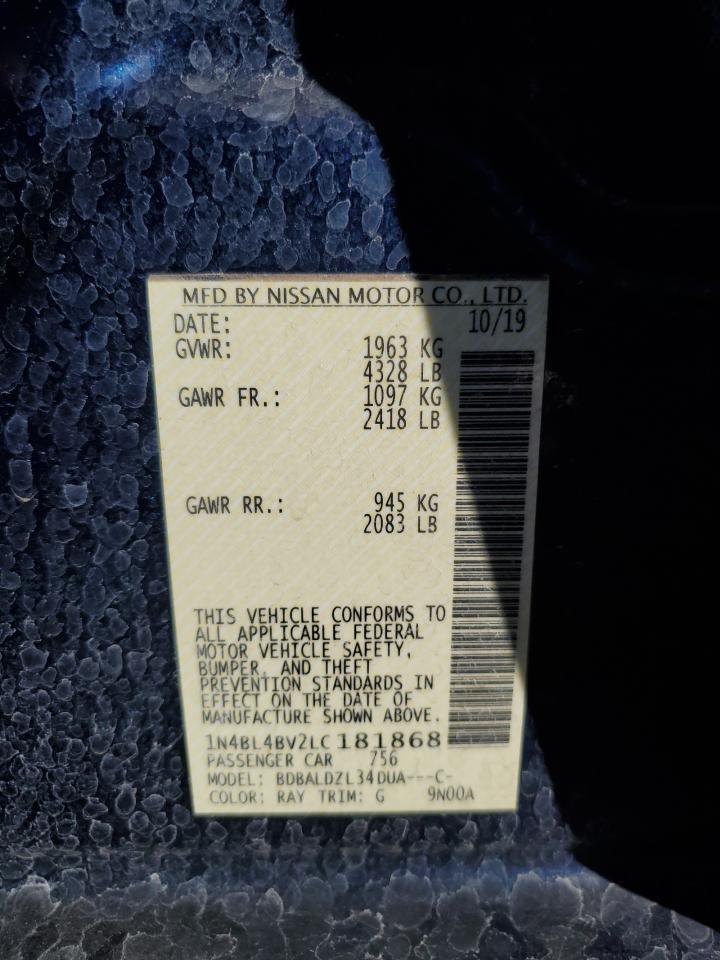 MFD BY NISSAN MOTOR CO., LTD.
DATE: 10/19
GVWR: 1963 KG
4328 LB
GAWR FR.: 1097 KG
2418 LB
GAWR RR.: 945 KG
2083 LB
THIS VEHICLE CONFORMS TO
ALL APPLICABLE FEDERAL
MOTOR VEHICLE SAFETY,
BUMPER, AND THEFT
PREVENTION STANDARDS IN
EFFECT ON THE DATE OF
MANUFACTURE SHOWN ABOVE.
1N4BL4BV2LC181868
PASSENGER CAR 756
MODEL: BDBALDZL34DUA---C-
COLOR: RAY TRIM: G 9N00A